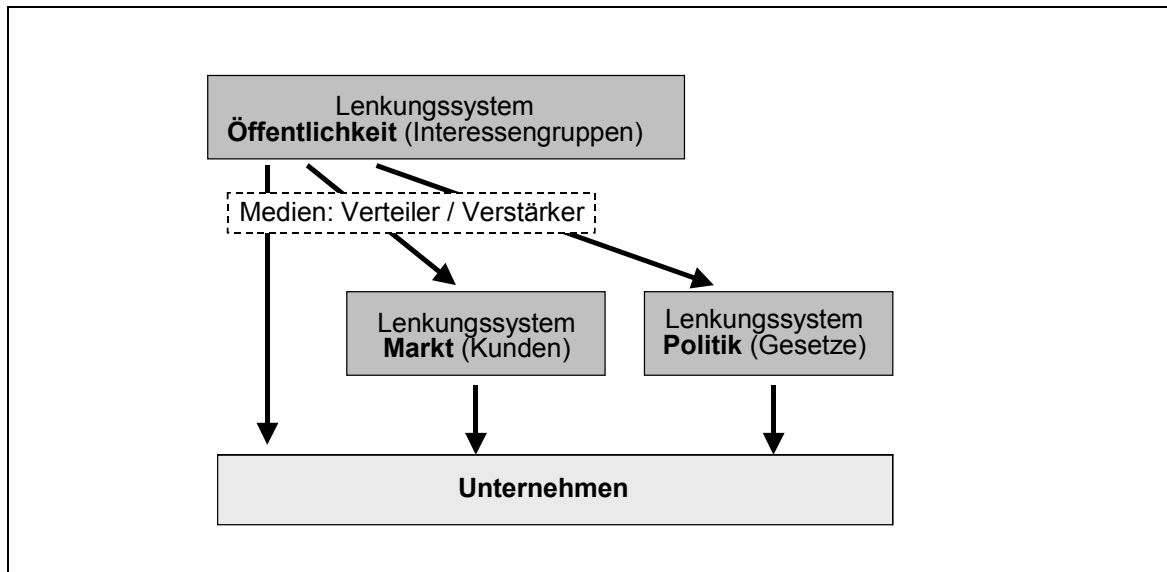 Lenkungssystem
Öffentlichkeit (Interessengruppen)
Medien: Verteiler / Verstärker
Lenkungssystem
Markt (Kunden)
Lenkungssystem
Politik (Gesetze)
Unternehmen